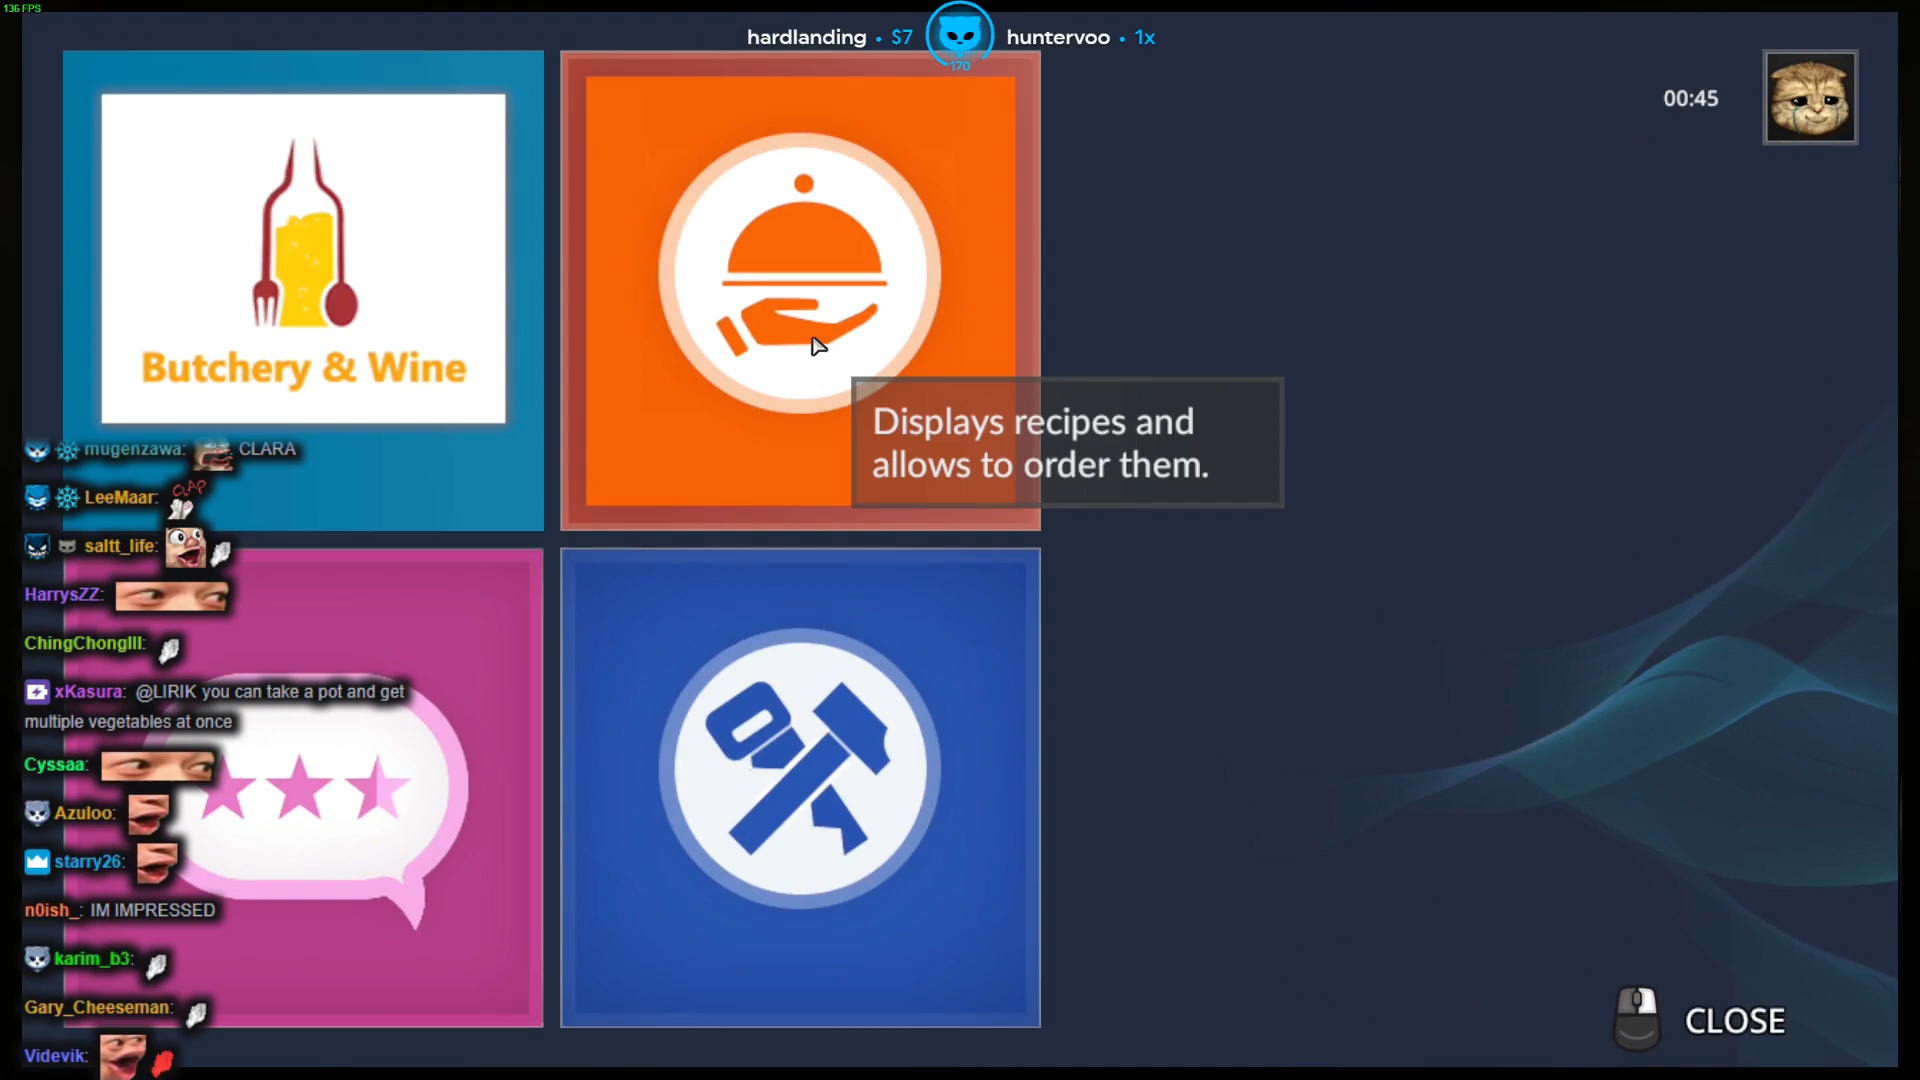 136 FPS
hardlanding • $7
huntervoo • 1x
170
00:45
Butchery & Wine
Displays recipes and
allows to order them.
mugenzawa: CLARA
LeeMaar: CLAP
saltt_life:
HarrysZZ:
ChingChongIII:
xKasura: @LIRIK you can take a pot and get
multiple vegetables at once
Cyssaa:
Azuloo:
starry26:
n0ish_: IM IMPRESSED
karim_b3:
Gary_Cheeseman:
Videvik:
CLOSE